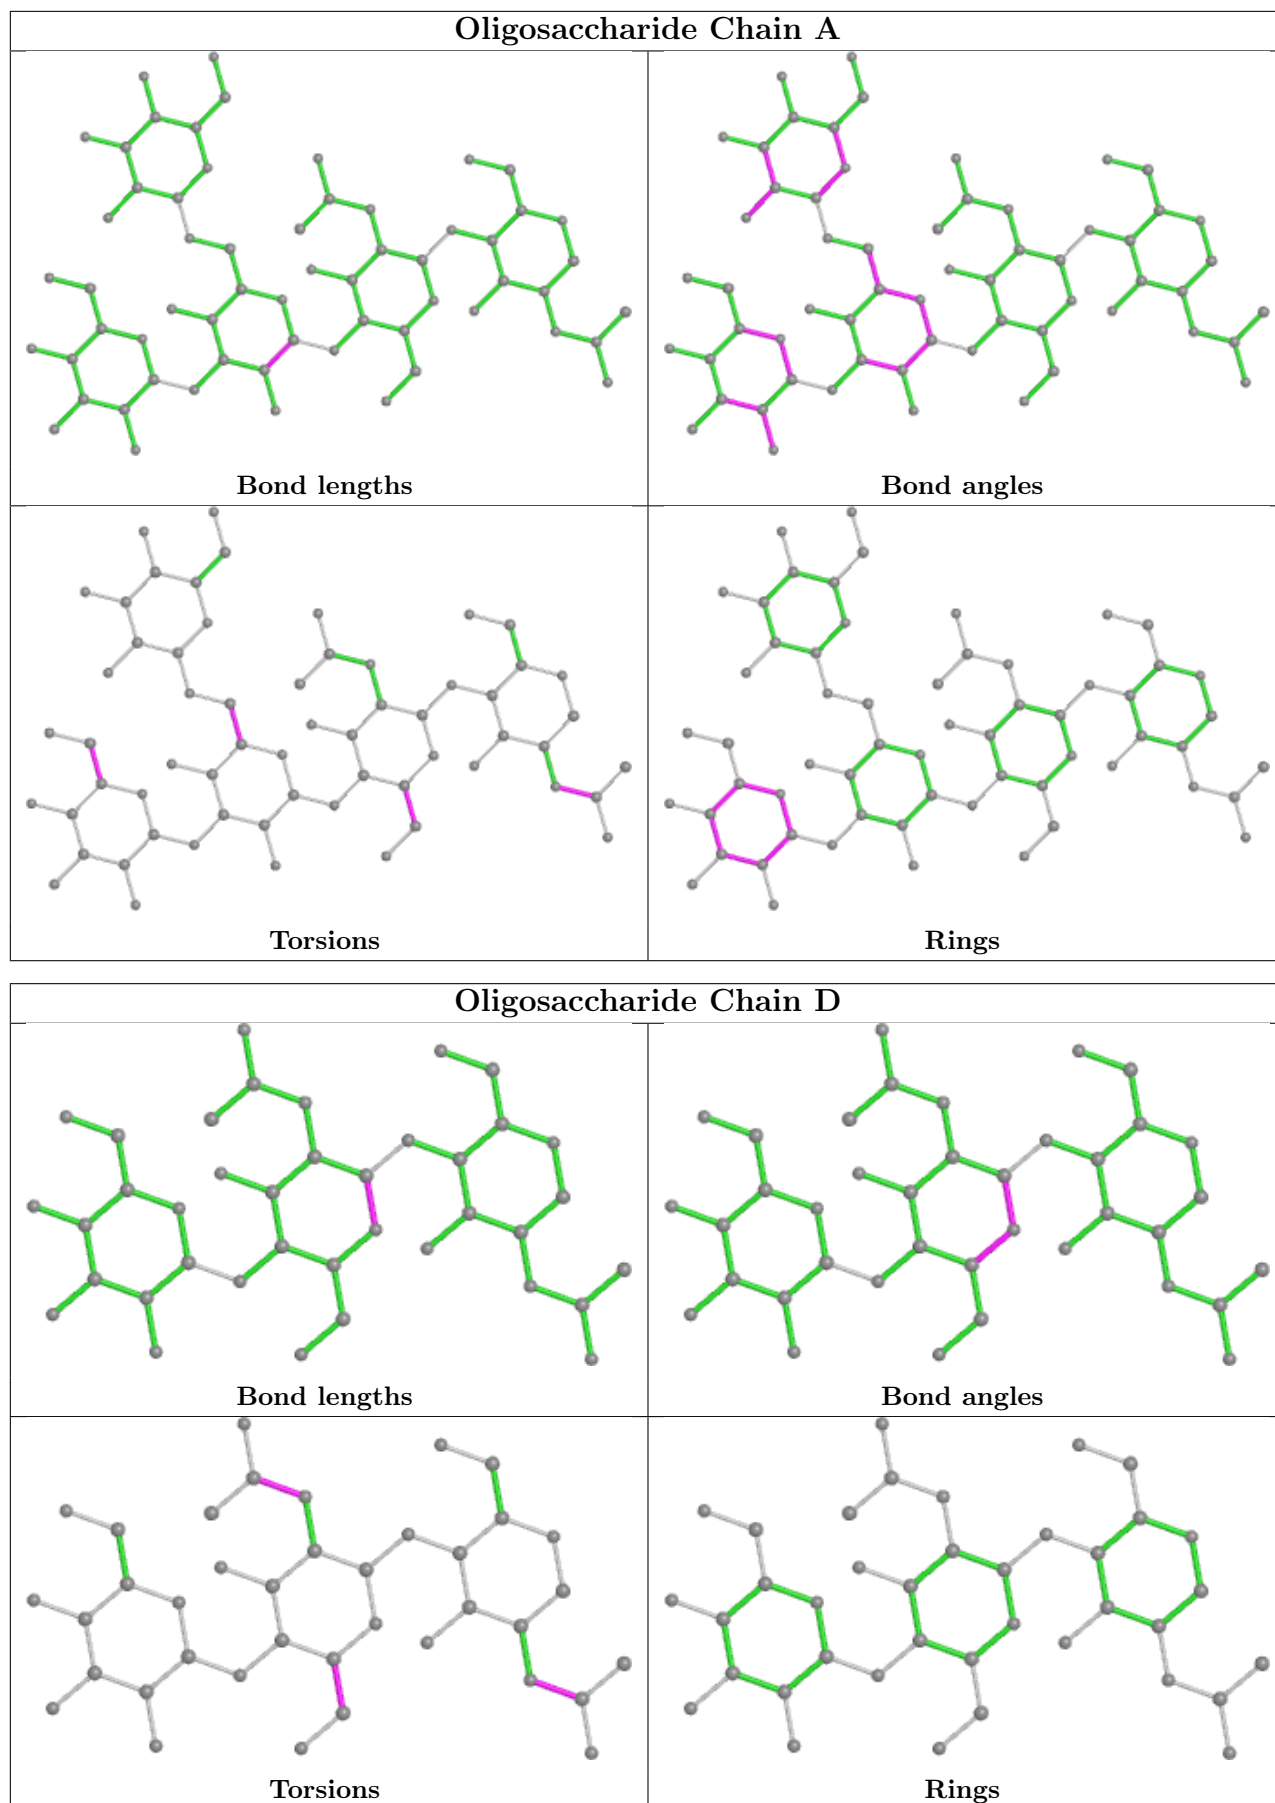 Oligosaccharide Chain A
Bond lengths
Bond angles
Torsions
Rings
Oligosaccharide Chain D
Bond lengths
Bond angles
Torsions
Rings